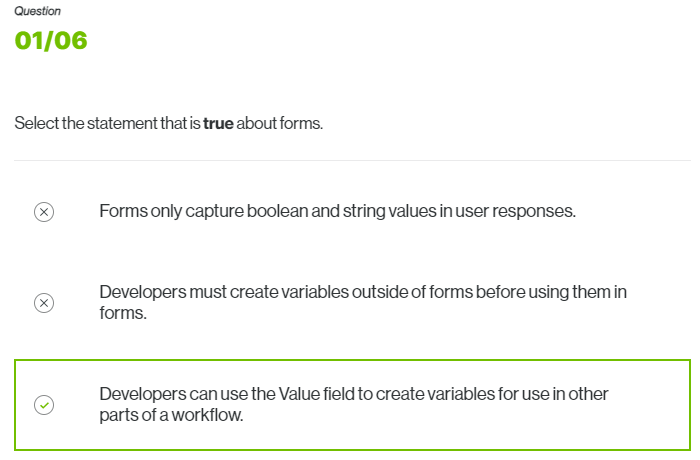 Question
01/06
Select the statement that is true about forms.
Forms only capture boolean and string values in user responses.
Developers must create variables outside of forms before using them in
forms.
Developers can use the Value field to create variables for use in other
parts of a workflow.